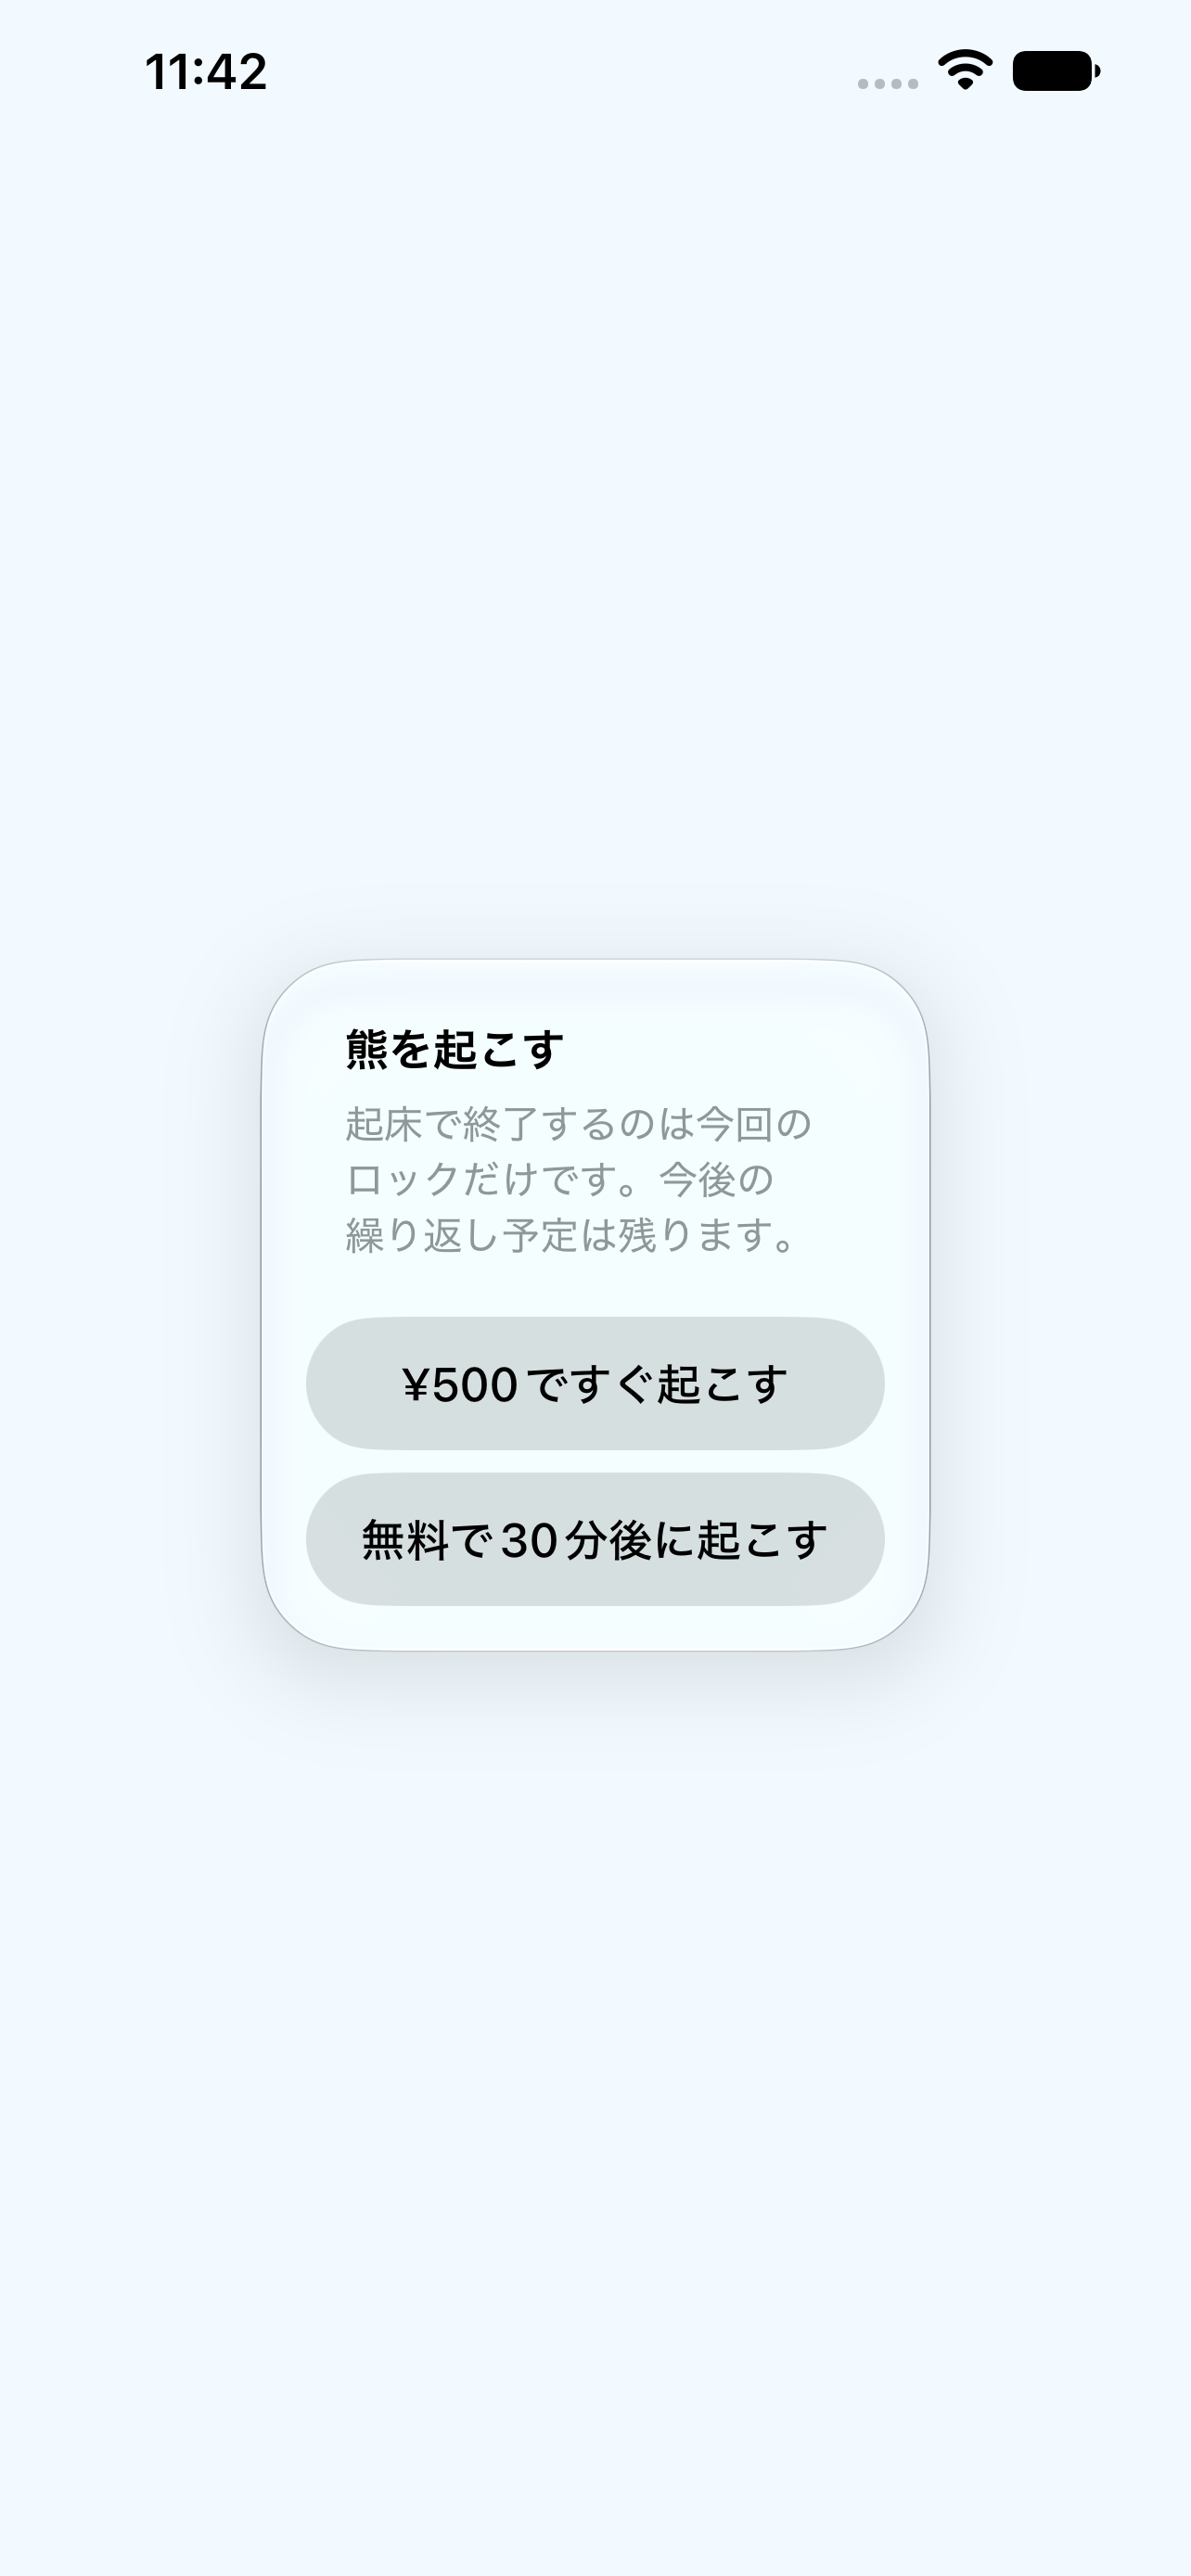 11:42
熊を起こす
起床で終了するのは今回の
ロックだけです。今後の
繰り返し予定は残ります。
¥500ですぐ起こす
無料で30分後に起こす